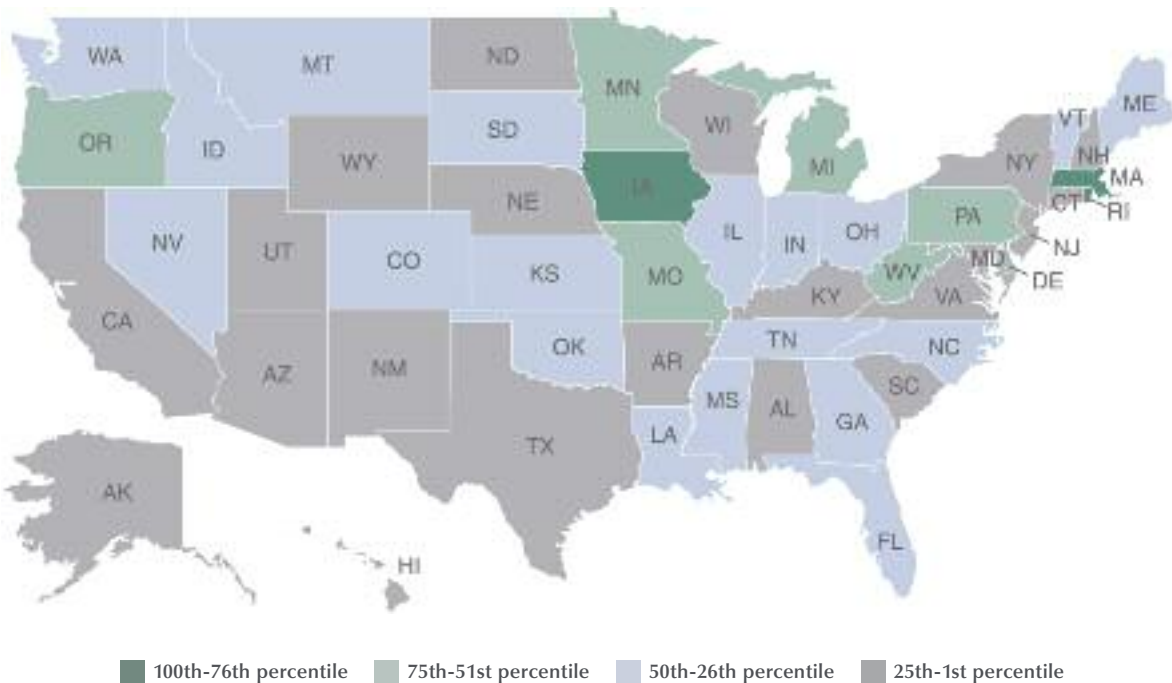 WA
MT
ND
MN
ME
VT
SD
WI
OR
ID
WY
MI
NY
NH
MA
IA
NE
CT
RI
PA
NV
UT
CO
IL
IN
OH
NJ
KS
MO
WV
MD
DE
KY
VA
CA
OK
TN
NC
AZ
NM
AR
SC
MS
AL
GA
TX
LA
AK
FL
HI
100th-76th percentile 75th-51st percentile 50th-26th percentile 25th-1st percentile